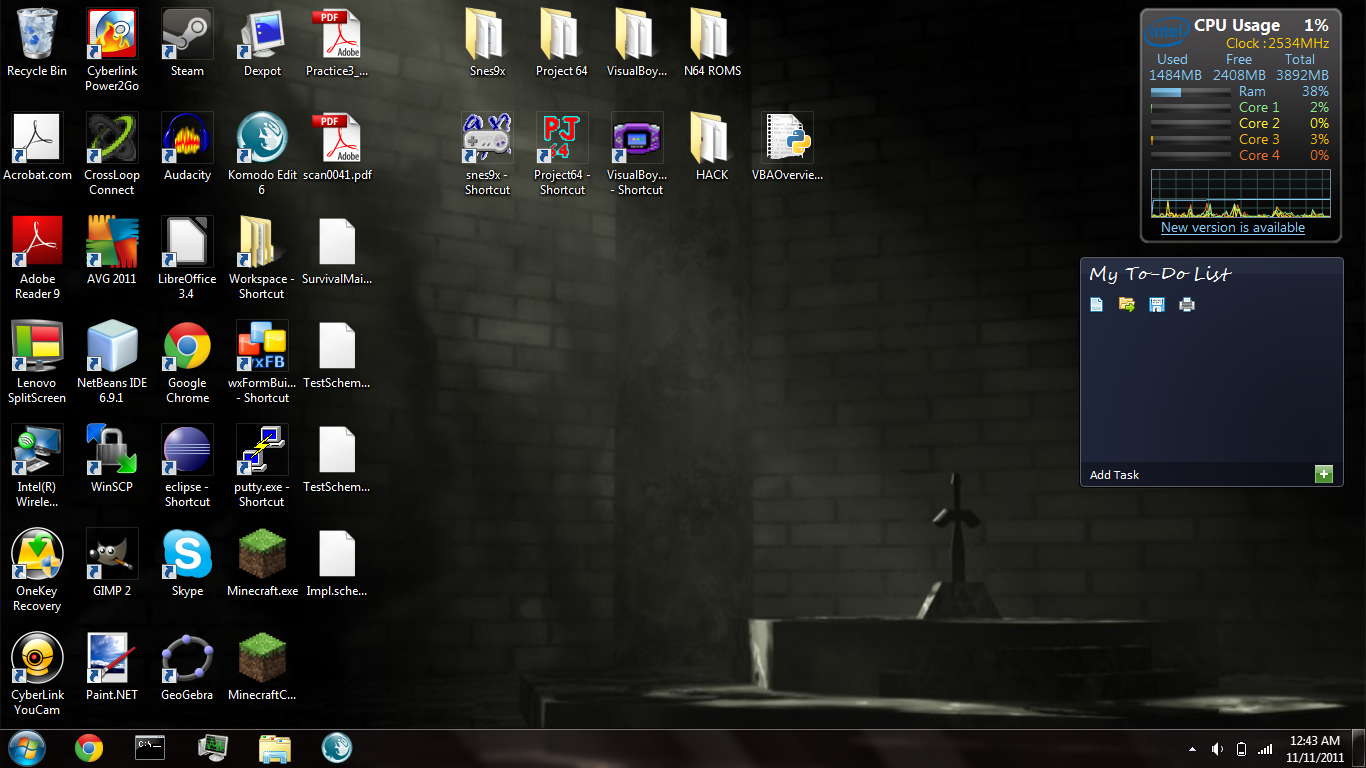 Recycle Bin
Cyberlink
Power2Go
Steam
Dexpot
PDF
Adobe
Practice3_...
Snes9x
Project 64
VisualBoy...
N64 ROMS
Acrobat.com
CrossLoop
Connect
Audacity
Komodo Edit
6
PDF
Adobe
scan0041.pdf
snes9x -
Shortcut
PJ
64
Project64 -
Shortcut
VisualBoy...
- Shortcut
HACK
VBAOvervie...
Adobe
Reader 9
AVG 2011
LibreOffice
3.4
Workspace -
Shortcut
SurvivalMai...
Lenovo
SplitScreen
NetBeans IDE
6.9.1
Google
Chrome
wxFB
wxFormBui...
- Shortcut
TestSchem...
Intel(R)
Wirele...
WinSCP
eclipse -
Shortcut
putty.exe -
Shortcut
TestSchem...
OneKey
Recovery
GIMP 2
Skype
Minecraft.exe
Impl.sche...
CyberLink
YouCam
Paint.NET
GeoGebra
MinecraftC...
intel
CPU Usage 1%
Clock : 2534MHz
Used Free Total
1484MB 2408MB 3892MB
Ram 38%
Core 1 2%
Core 2 0%
Core 3 3%
Core 4 0%
New version is available
My To-Do List
Add Task
C:\_
12:43 AM
11/11/2011